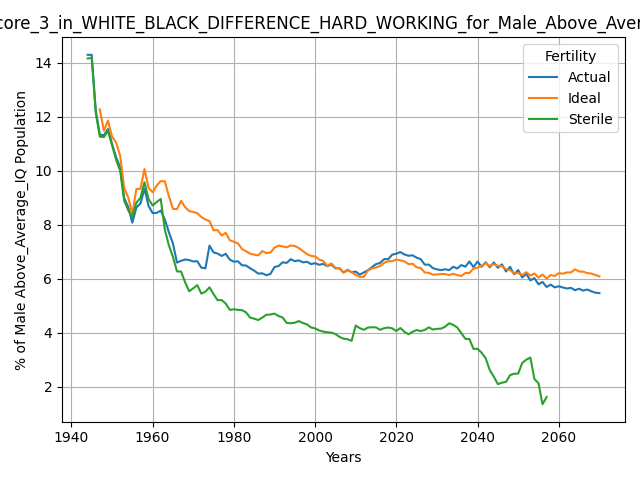 core_3_in_WHITE_BLACK_DIFFERENCE_HARD_WORKING_for_Male_Above_Aver
Fertility
Actual
Ideal
Sterile
% of Male Above_Average_IQ Population
14
12
10
8
6
4
2
1940 1960 1980 2000 2020 2040 2060
Years